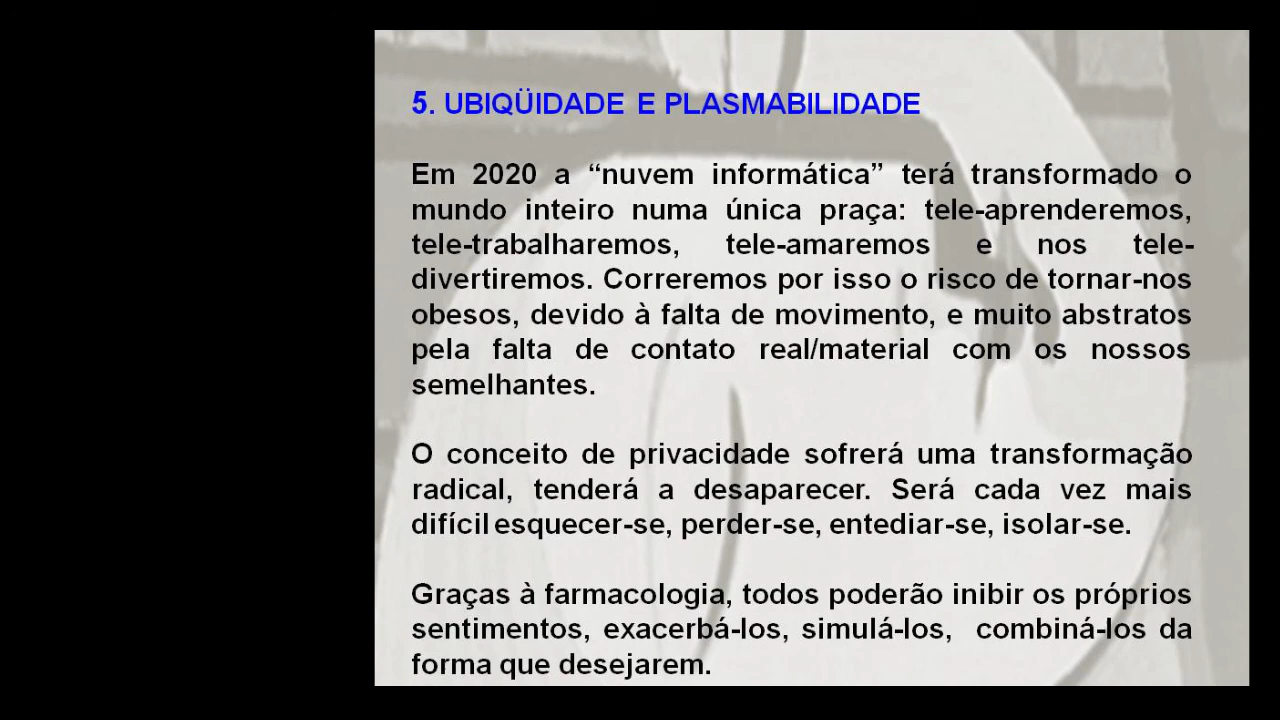 5. UBIQÜIDADE E PLASMABILIDADE
Em 2020 a “nuvem informática” terá transformado o
mundo inteiro numa única praça: tele-aprenderemos,
tele-trabalharemos, tele-amaremos e nos tele-
divertiremos. Correremos por isso o risco de tornar-nos
obesos, devido à falta de movimento, e muito abstratos
pela falta de contato real/material com os nossos
semelhantes.
O conceito de privacidade sofrerá uma transformação
radical, tenderá a desaparecer. Será cada vez mais
difícil esquecer-se, perder-se, entediar-se, isolar-se.
Graças à farmacologia, todos poderão inibir os próprios
sentimentos, exacerbá-los, simulá-los, combiná-los da
forma que desejarem.